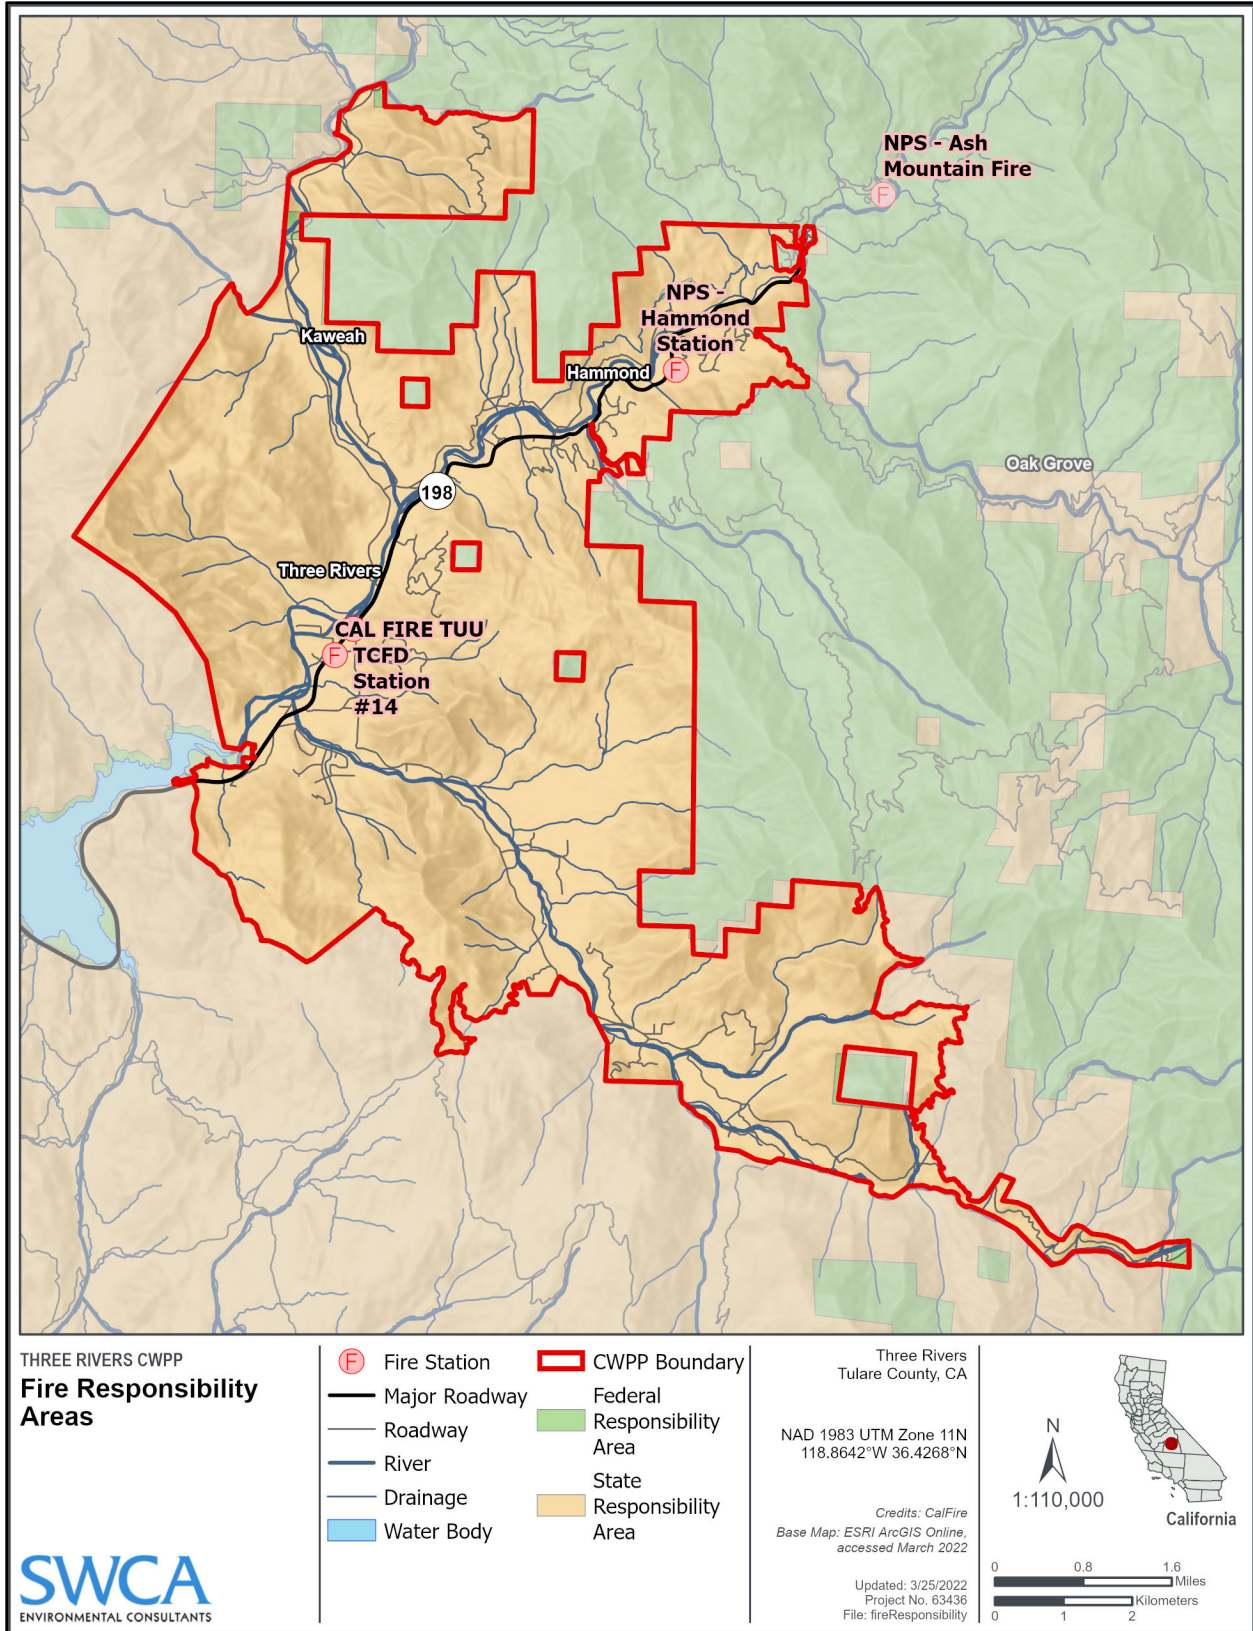 NPS - Ash
Mountain Fire
NPS -
Hammond
Station
Kaweah
Hammond
Oak Grove
198
Three Rivers
CAL FIRE TUU
TCFD
Station
#14
F
F
F
THREE RIVERS CWPP
Fire Responsibility
Areas
SWCA
ENVIRONMENTAL CONSULTANTS
F Fire Station
Major Roadway
Roadway
River
Drainage
Water Body
CWPP Boundary
Federal
Responsibility
Area
State
Responsibility
Area
Three Rivers
Tulare County, CA
NAD 1983 UTM Zone 11N
118.8642°W 36.4268°N
Credits: CalFire
Base Map: ESRI ArcGIS Online,
accessed March 2022
Updated: 3/25/2022
Project No. 63436
File: fireResponsibility
N
1:110,000
California
0 0.8 1.6
Miles
Kilometers
0 1 2